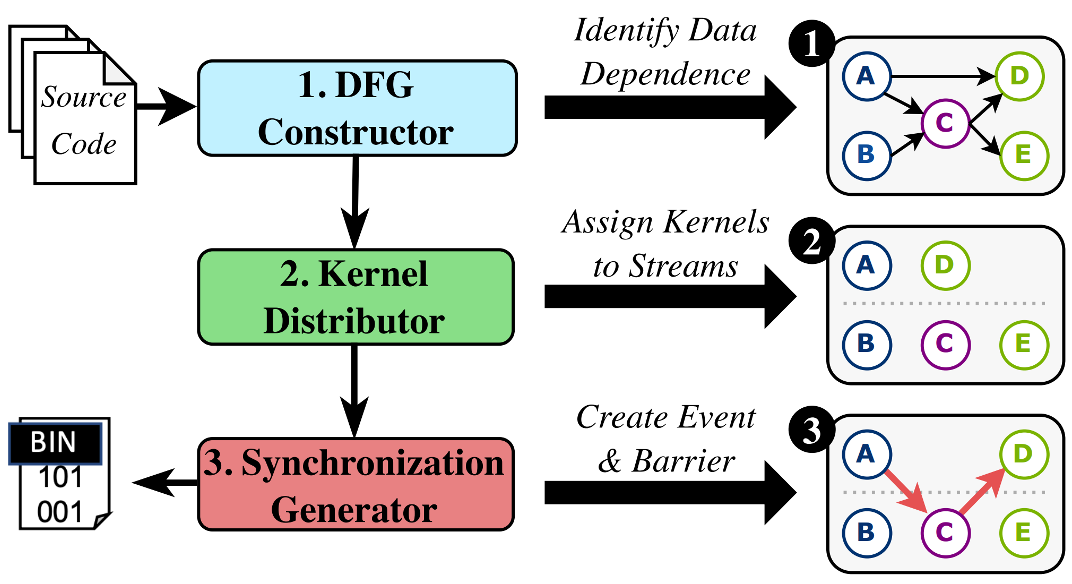 Source
Code
1. DFG
Constructor
Identify Data
Dependence
1
A
D
C
B
E
2. Kernel
Distributor
Assign Kernels
to Streams
2
A
D
B
C
E
BIN
101
001
3. Synchronization
Generator
Create Event
& Barrier
3
A
D
B
C
E